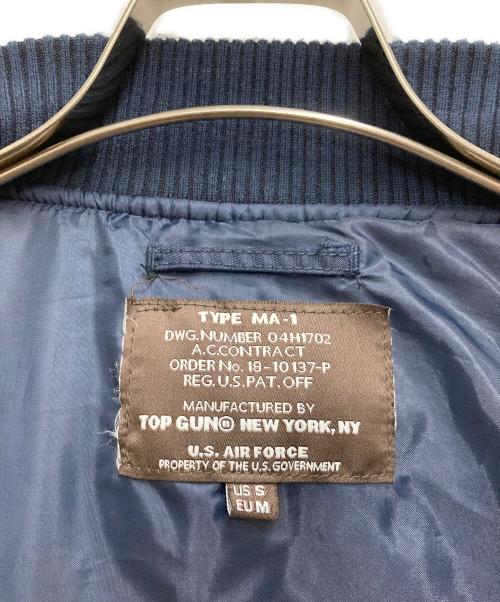 TYPE MA-1
DWG.NUMBER 04H1702
A.C.CONTRACT
ORDER No. 18-10137-P
REG.U.S.PAT.OFF
MANUFACTURED BY
TOP GUN® NEW YORK, NY
U.S. AIR FORCE
PROPERTY OF THE U.S.GOVERNMENT
US S
EU M